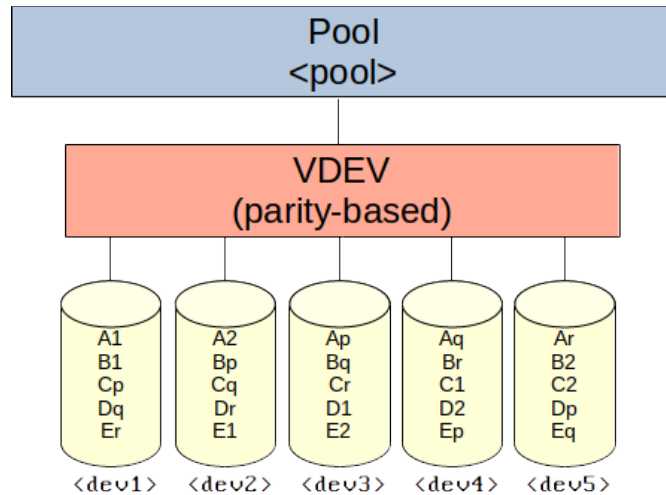 Pool
<pool>
VDEV
(parity-based)
A1 A2 Ap Aq Ar
B1 Bp Bq Br B2
Cp Cq Cr C1 C2
Dq Dr D1 D2 Dp
Er E1 E2 Ep Eq
<dev1> <dev2> <dev3> <dev4> <dev5>